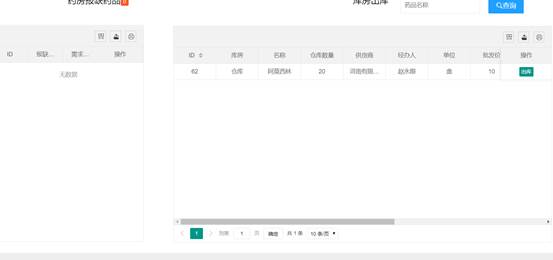 药房报缺药品
库房出库
药品名称
查询
ID 报缺... 需求... 操作
无数据
ID 库房 名称 仓库数量 供货商 经办人 单位 批发价 操作
62 仓库 阿莫西林 20 河南有限... 赵永丽 盒 10 出库
1 到第 1 页 确定 共 1 条 10 条/页